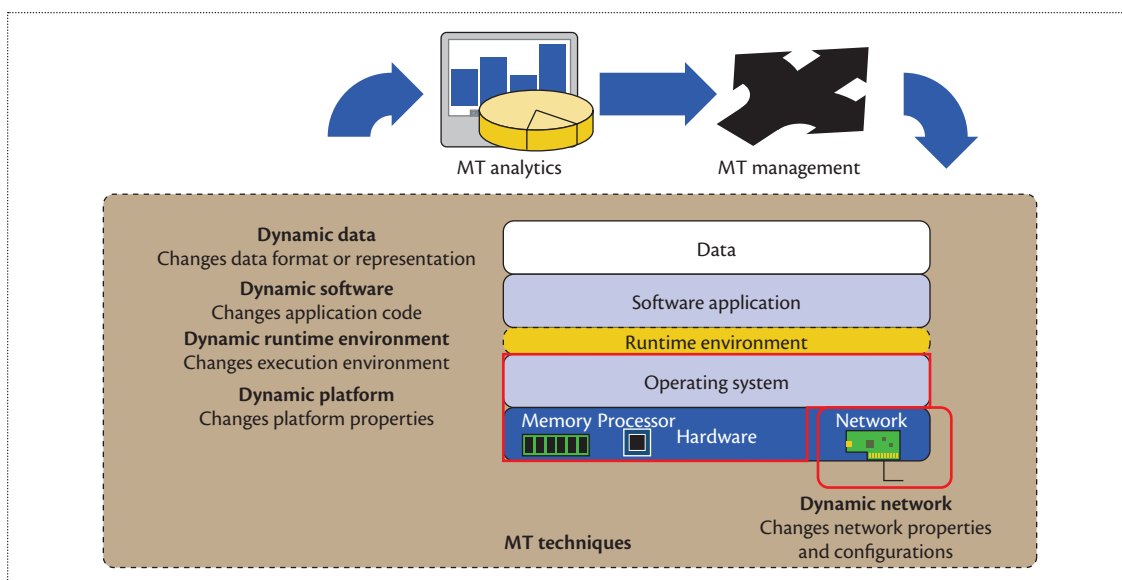 MT analytics
MT management
Dynamic data
Changes data format or representation
Dynamic software
Changes application code
Dynamic runtime environment
Changes execution environment
Dynamic platform
Changes platform properties
Data
Software application
Runtime environment
Operating system
Memory Processor
Hardware
Network
Dynamic network
Changes network properties
and configurations
MT techniques